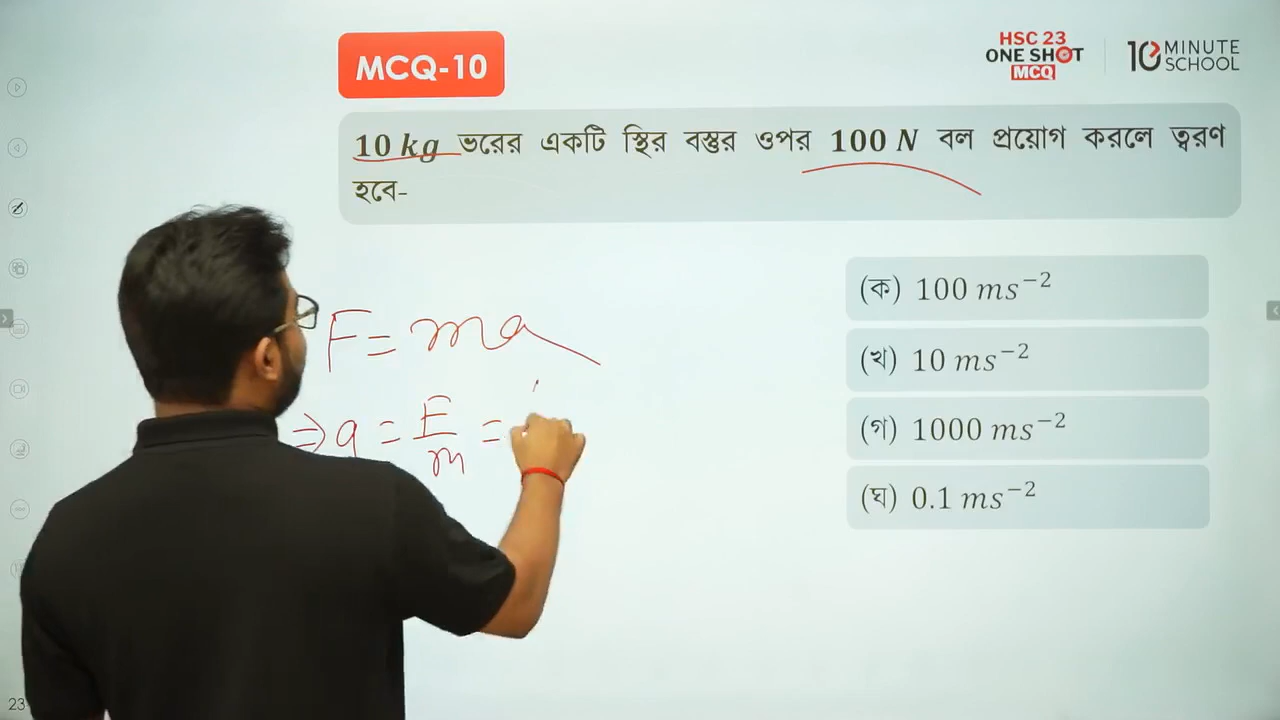 MCQ-10
HSC 23
ONE SHOT
MCQ
10 MINUTE
SCHOOL
10 kg ভরের একটি স্থির বস্তুর ওপর 100 N বল প্রয়োগ করলে ত্বরণ
হবে-
(ক) 100 ms⁻²
(খ) 10 ms⁻²
(গ) 1000 ms⁻²
(ঘ) 0.1 ms⁻²
F = ma
⇒ a = F/m =
23